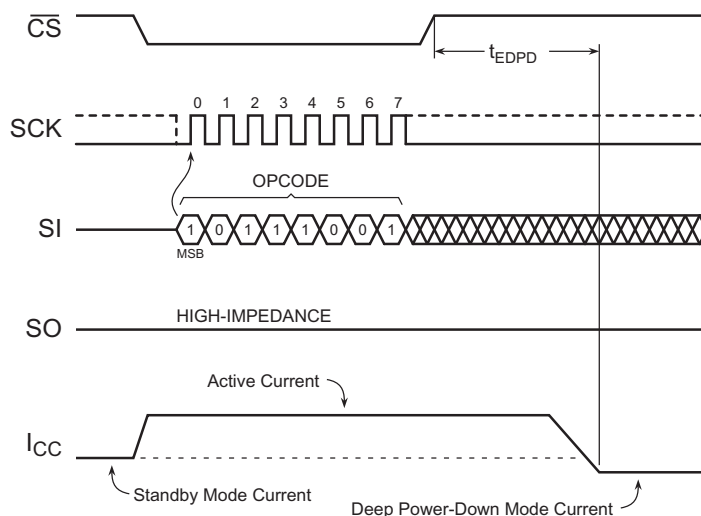 CS
tEDPD
0 1 2 3 4 5 6 7
SCK
OPCODE
SI
1 0 1 1 1 0 0 1
MSB
HIGH-IMPEDANCE
SO
Active Current
ICC
Standby Mode Current
Deep Power-Down Mode Current